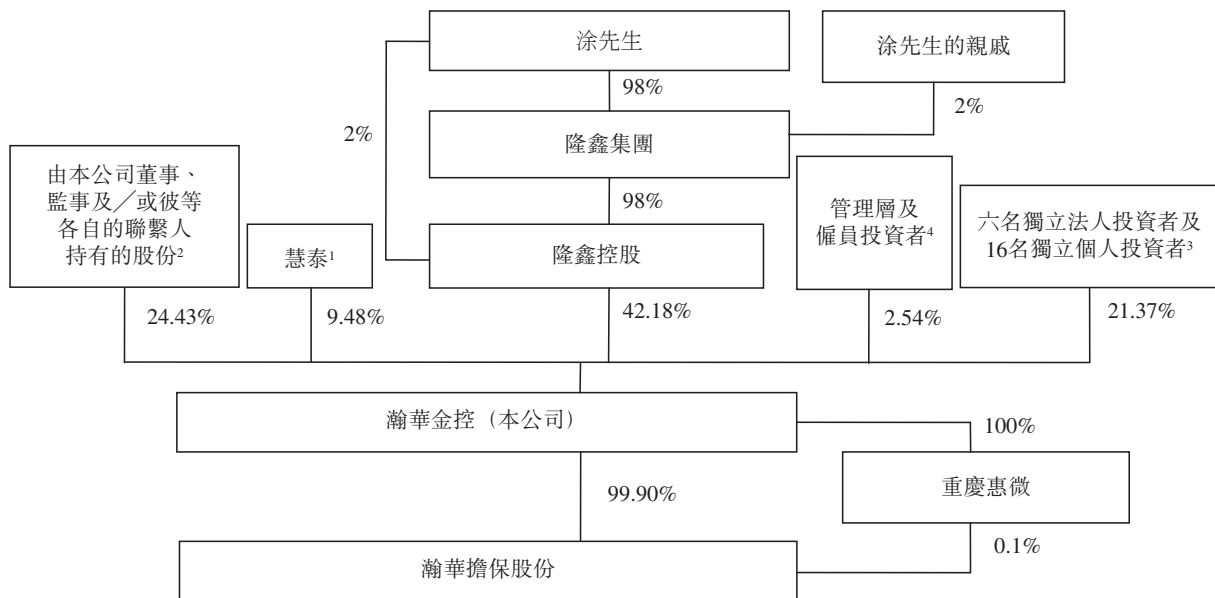 涂先生
涂先生的親戚
98%
2%
2%
隆鑫集團
由本公司董事、
監事及╱或彼等
各自的聯繫人
持有的股份2
慧泰1
98%
隆鑫控股
管理層及
僱員投資者4
六名獨立法人投資者及
16名獨立個人投資者3
24.43%
9.48%
42.18%
2.54%
21.37%
瀚華金控（本公司）
100%
99.90%
重慶惠微
瀚華擔保股份
0.1%